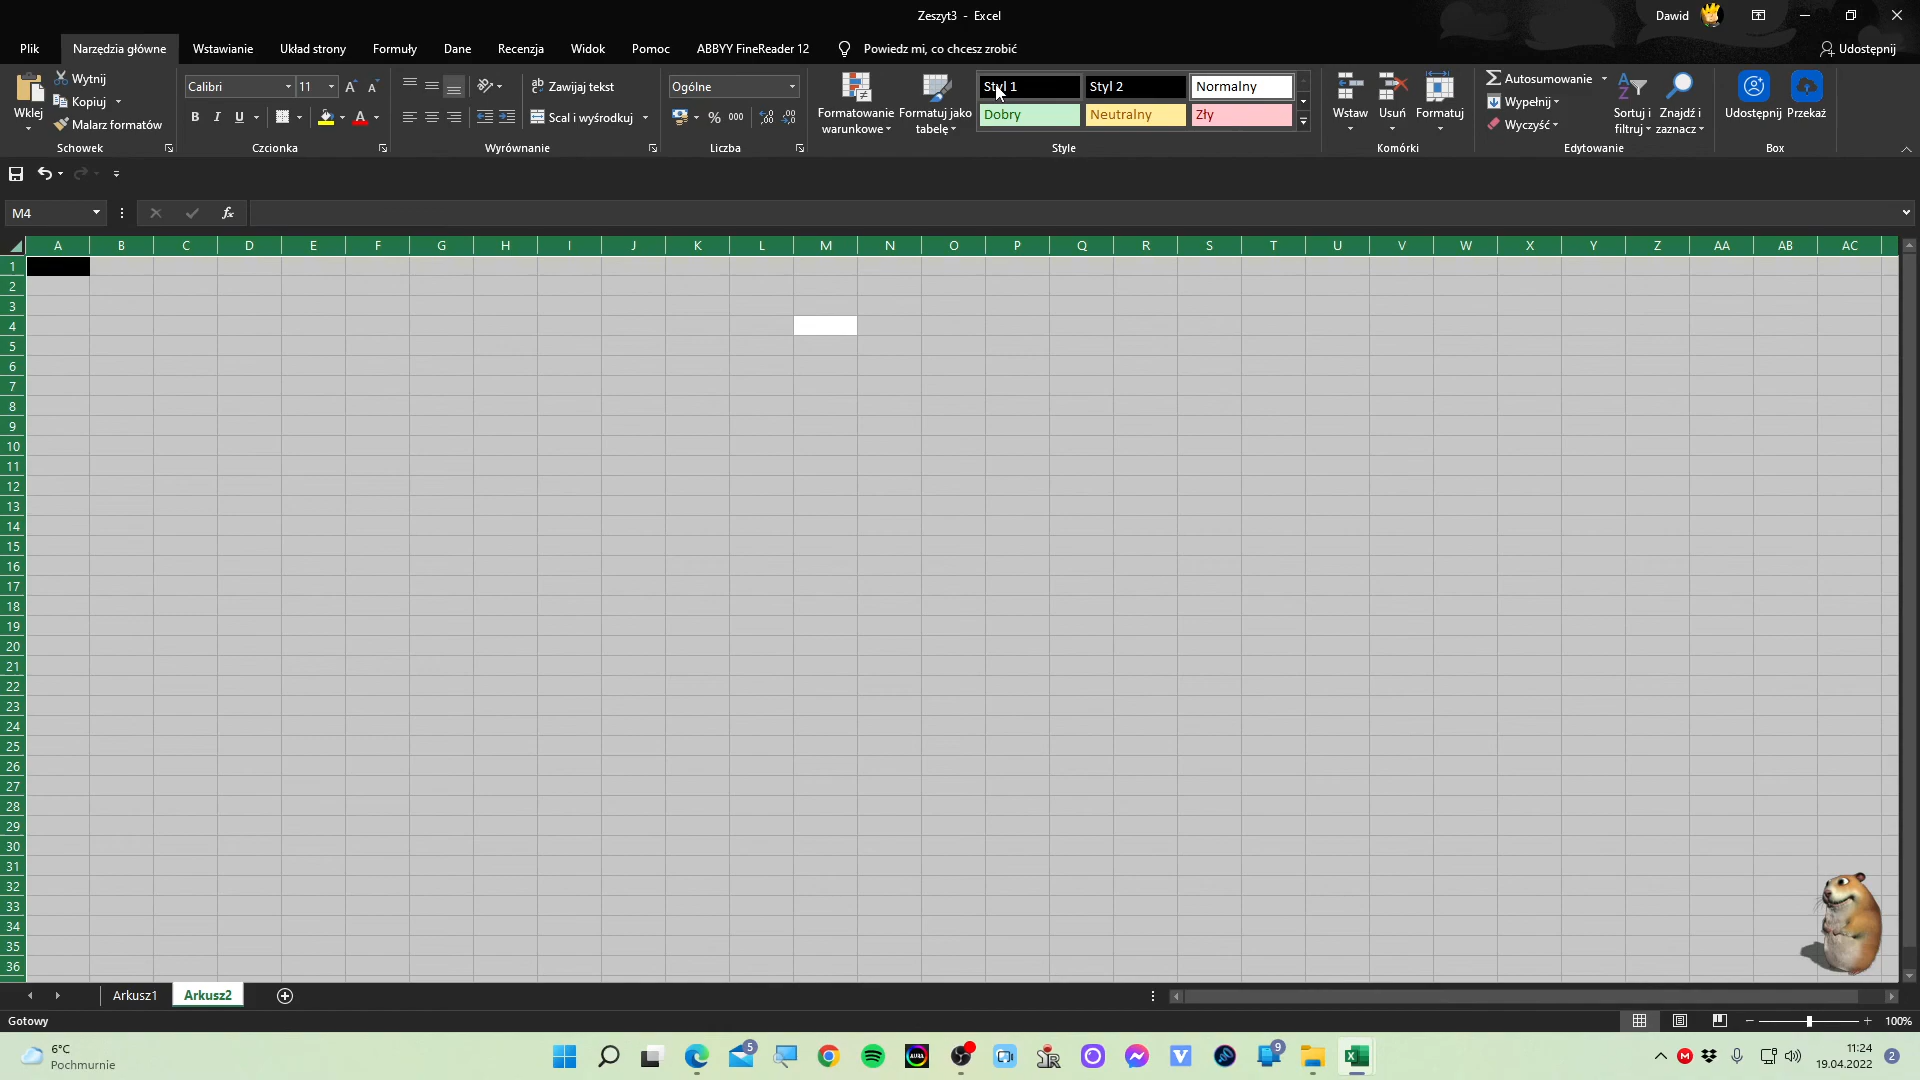 Zeszyt3 - Excel
Dawid
Plik Narzędzia główne Wstawianie Układ strony Formuły Dane Recenzja Widok Pomoc ABBYY FineReader 12 Powiedz mi, co chcesz zrobić Udostępnij
Wklej
Wytnij
Kopiuj
Malarz formatów
Schowek
Calibri 11
B I U
Czcionka
Zawijaj tekst
Scal i wyśrodkuj
Wyrównanie
Ogólne
% 000
Liczba
Formatowanie warunkowe
Formatuj jako tabelę
Styl 1 Styl 2 Normalny
Dobry Neutralny Zły
Style
Wstaw Usuń Formatuj
Komórki
Autosumowanie
Wypełnij
Wyczyść
Sortuj i filtruj
Znajdź i zaznacz
Edytowanie
Udostępnij Przekaż
Box
M4
fx
A B C D E F G H I J K L M N O P Q R S T U V W X Y Z AA AB AC
1
2
3
4
5
6
7
8
9
10
11
12
13
14
15
16
17
18
19
20
21
22
23
24
25
26
27
28
29
30
31
32
33
34
35
36
Arkusz1 Arkusz2
Gotowy
100%
6°C
Pochmurnie
5
9
11:24
19.04.2022
2